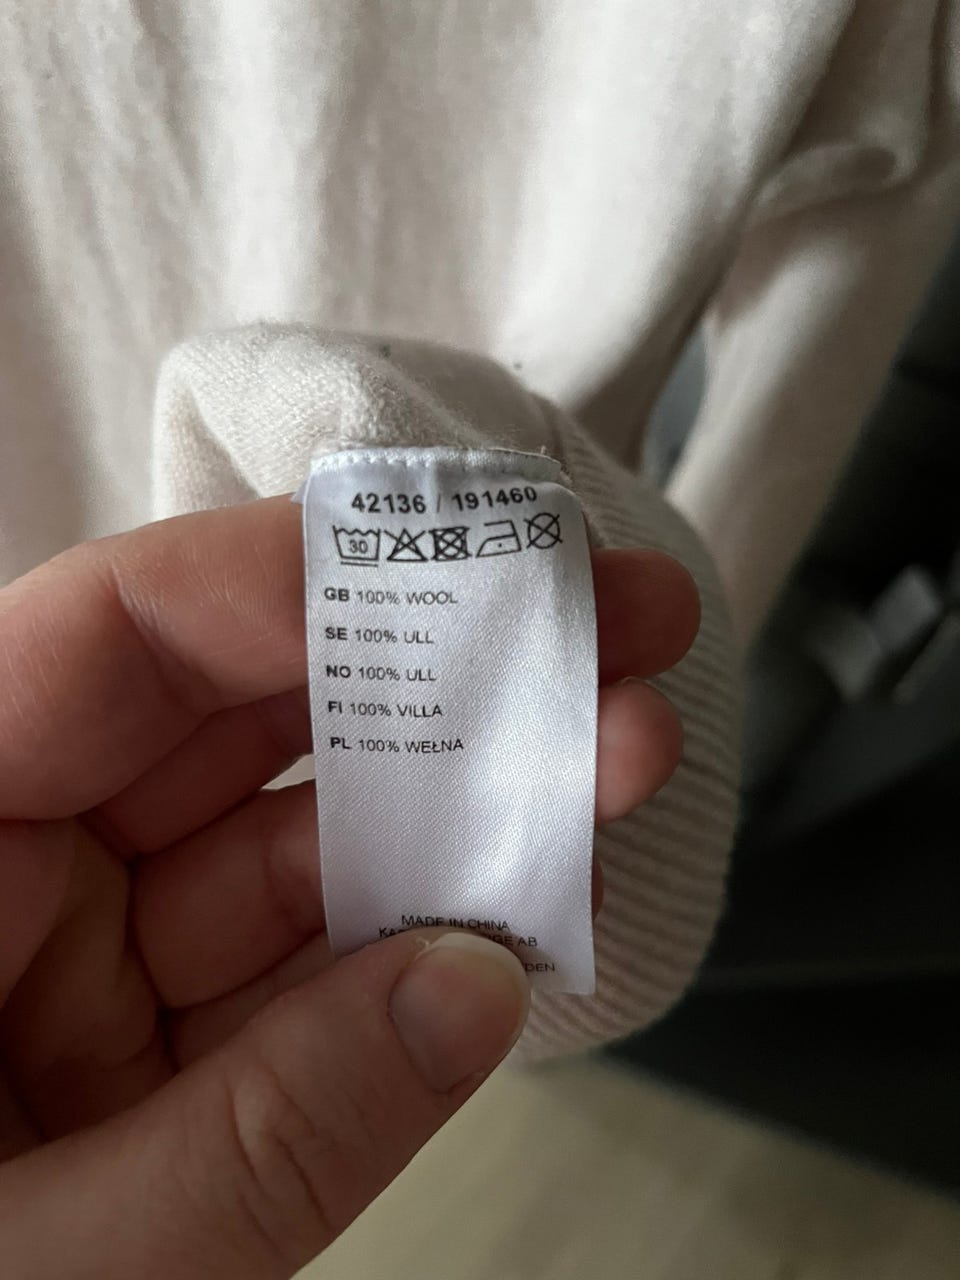 42136 / 191460
30
GB 100% WOOL
SE 100% ULL
NO 100% ULL
FI 100% VILLA
PL 100% WEŁNA
MADE IN CHINA
AB